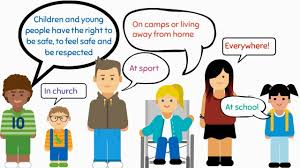 Children and young
people have the right to
be safe, to feel safe and
be respected
On camps or living
away from home
Everywhere!
At sport
In church
At school
10